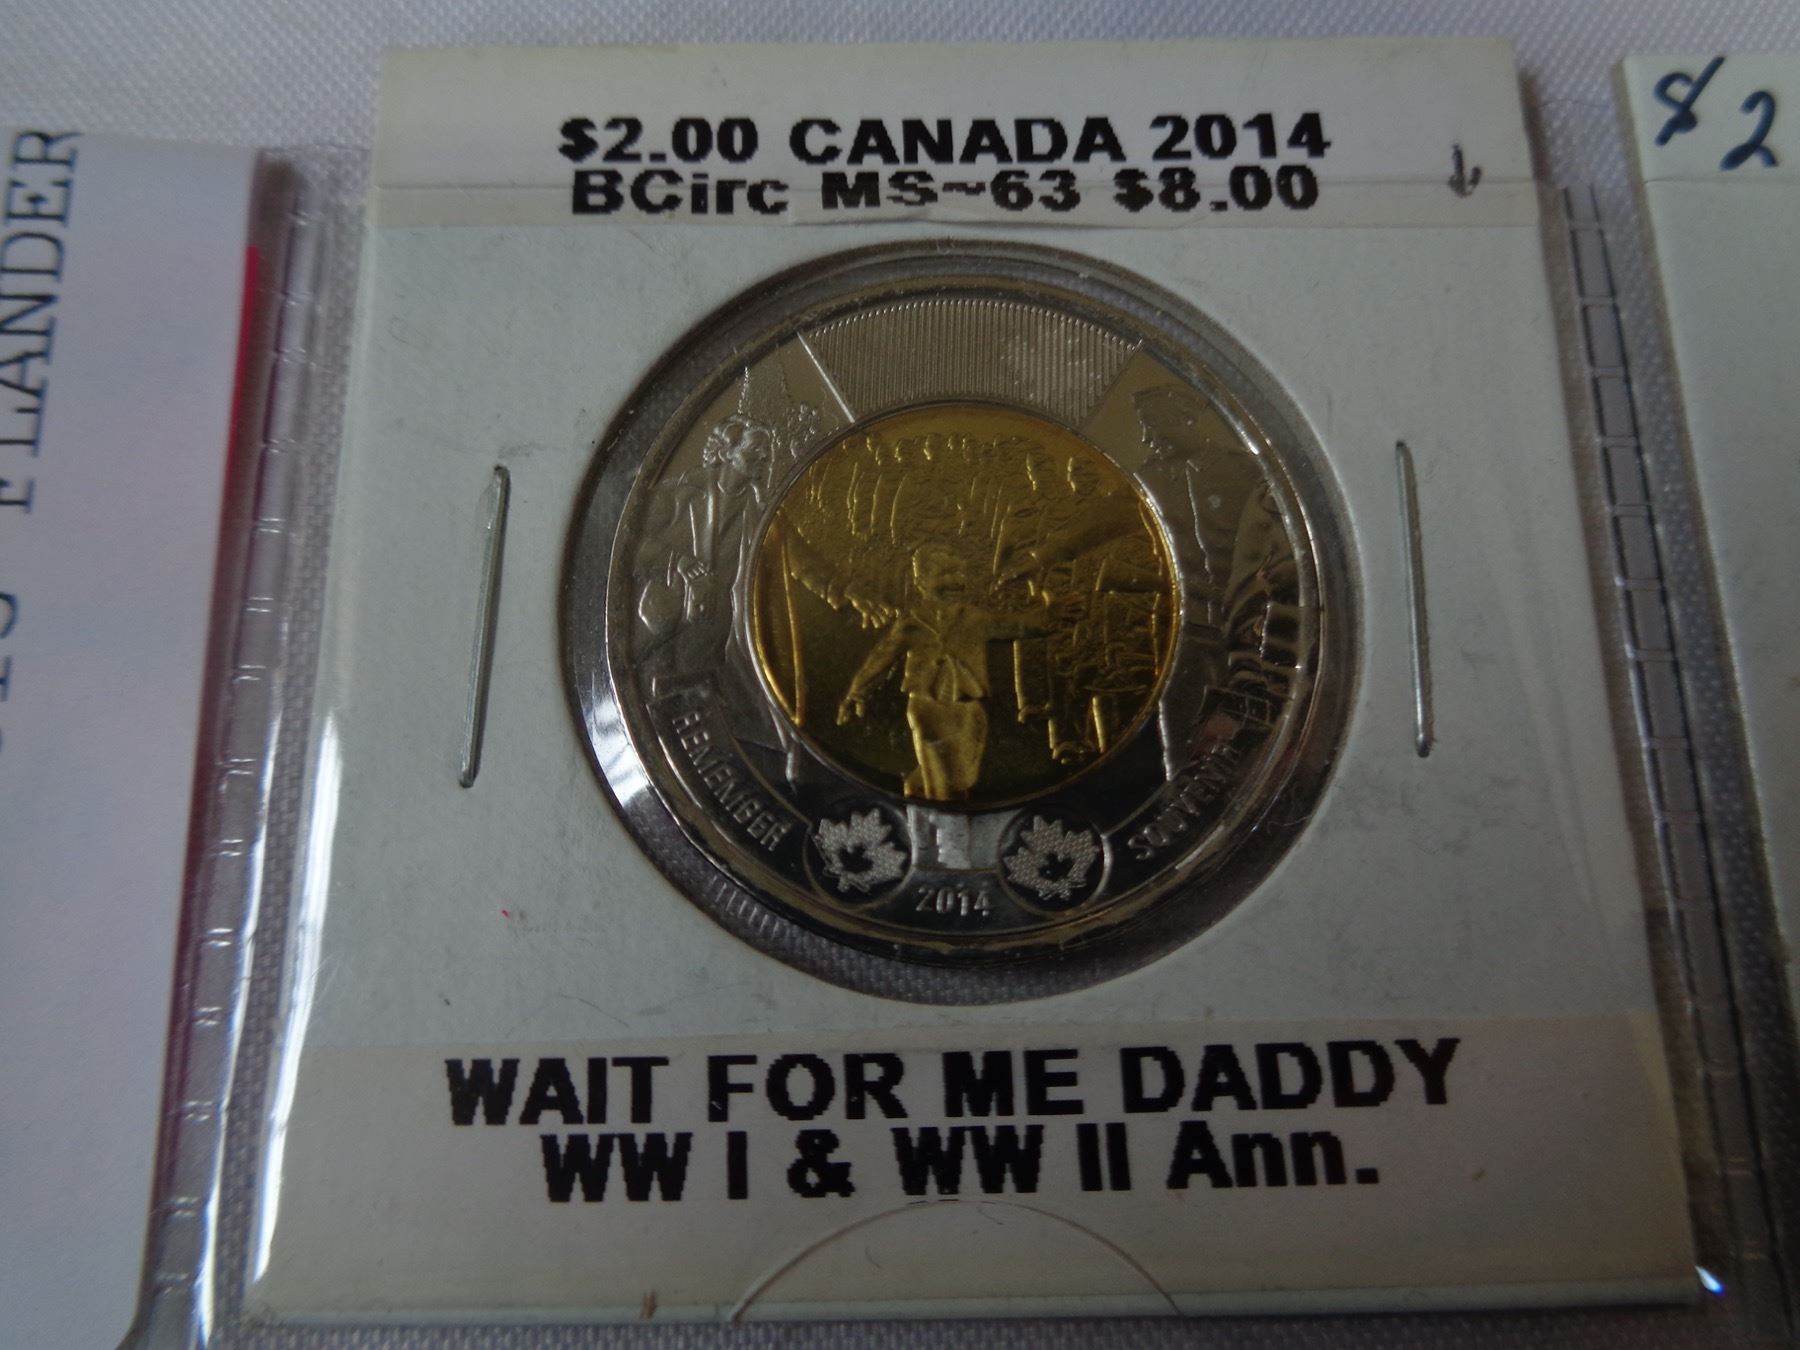 $2.00 CANADA 2014
BCirc MS~63 $8.00
REMEMBER
SOUVENIR
2014
WAIT FOR ME DADDY
WW I & WW II Ann.
FLANDER
$2